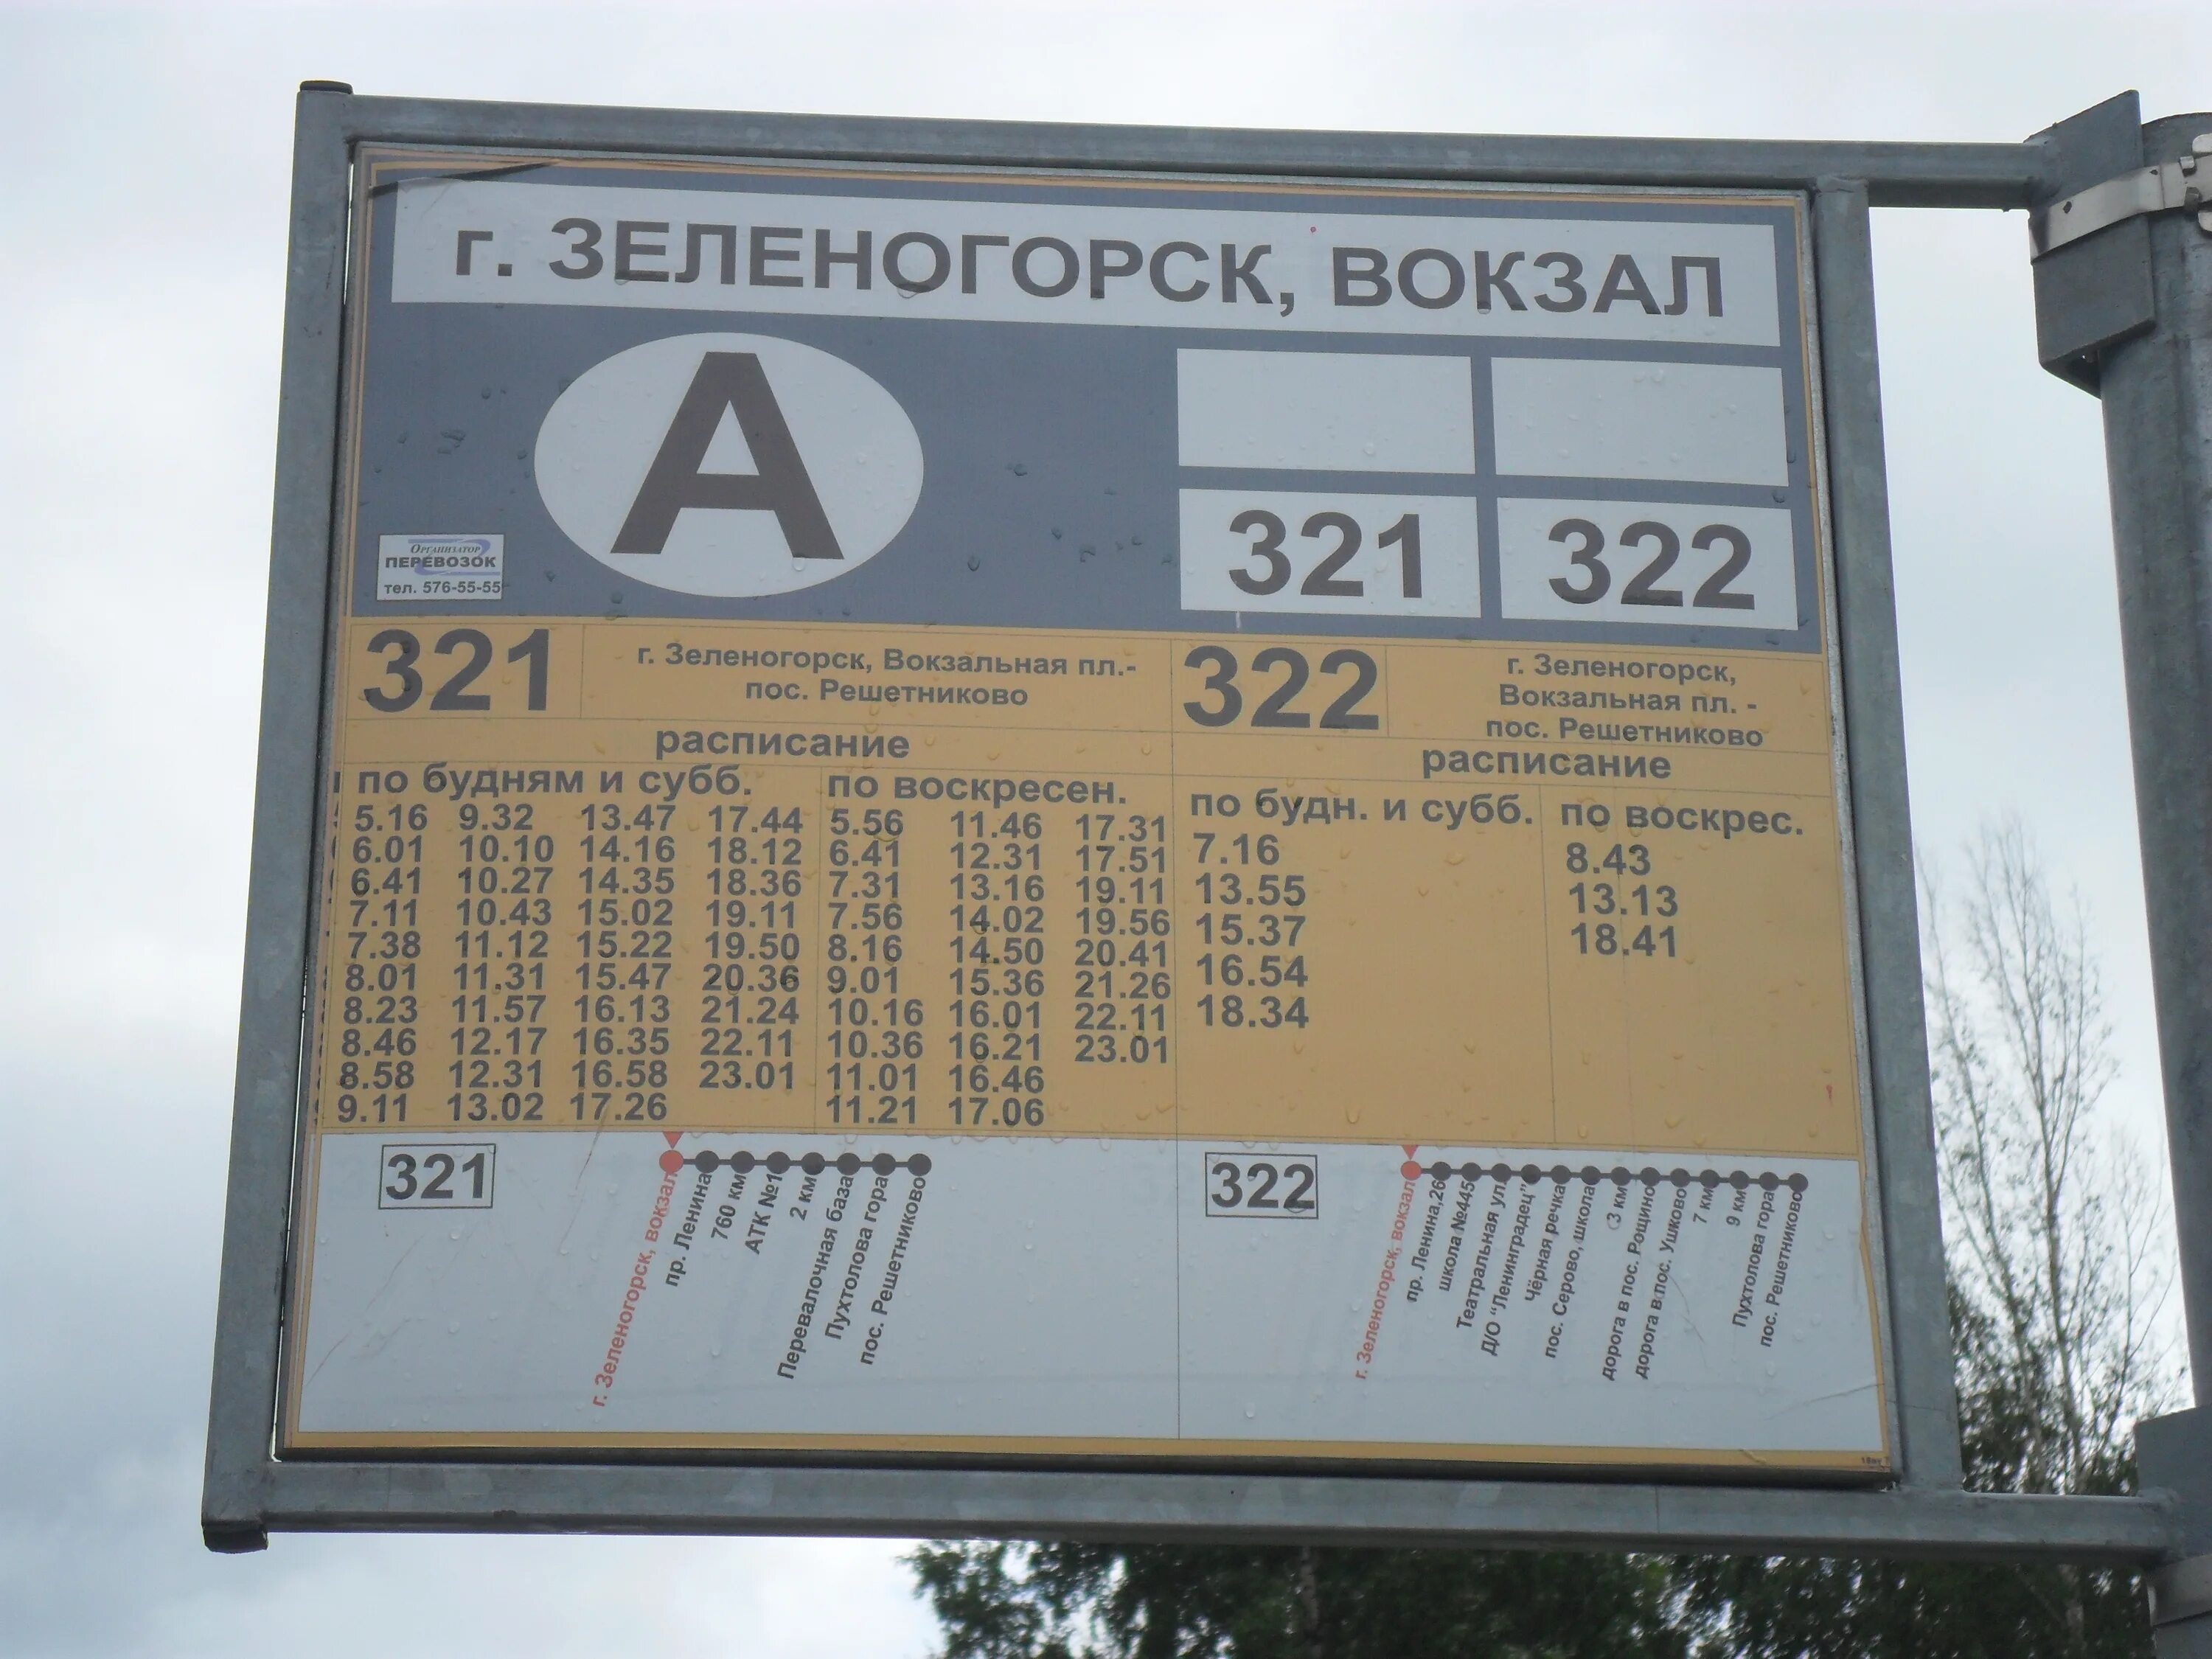 г. ЗЕЛЕНОГОРСК, ВОКЗАЛ
А
Организатор
ПЕРЕВОЗОК
тел. 576-55-55
321 322
321
г. Зеленогорск, Вокзальная пл.-
пос. Решетниково
расписание
по будням и субб.
5.16 9.32 13.47 17.44
6.01 10.10 14.16 18.12
6.41 10.27 14.35 18.36
7.11 10.43 15.02 19.11
7.38 11.12 15.22 19.50
8.01 11.31 15.47 20.36
8.23 11.57 16.13 21.24
8.46 12.17 16.35 22.11
8.58 12.31 16.58 23.01
9.11 13.02 17.26
по воскресен.
5.56 11.46 17.31
6.41 12.31 17.51
7.31 13.16 19.11
7.56 14.02 19.56
8.16 14.50 20.41
9.01 15.36 21.26
10.16 16.01 22.11
10.36 16.21 23.01
11.01 16.46
11.21 17.06
322
г. Зеленогорск,
Вокзальная пл. -
пос. Решетниково
расписание
по будн. и субб.
7.16
13.55
15.37
16.54
18.34
по воскрес.
8.43
13.13
18.41
321
г. Зеленогорск, вокзал
пр. Ленина
760 км
АТК №1
2 км
Перевалочная база
Пухтолова гора
пос. Решетниково
322
г. Зеленогорск, вокзал
пр. Ленина,26
школа №445
Театральная ул.
Д/О "Ленинградец"
Чёрная речка
пос. Серово, школа
3 км
дорога в пос. Рощино
дорога в пос. Ушково
7 км
9 км
Пухтолова гора
пос. Решетниково